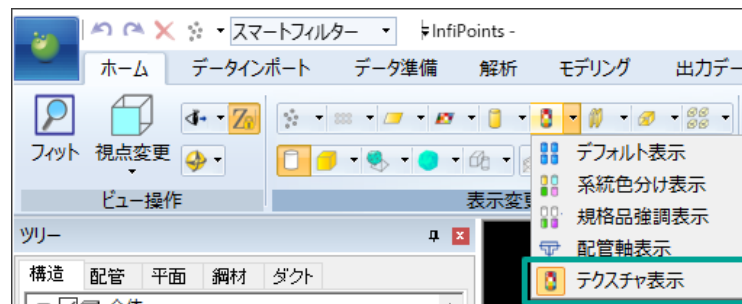 スマートフィルター
InfiPoints -
ホーム データインポート データ準備 解析 モデリング 出力デー
フィット 視点変更
デフォルト表示
系統色分け表示
規格品強調表示
ビュー操作 表示変更
配管軸表示
ツリー
テクスチャ表示
構造 配管 平面 鋼材 ダクト
全体